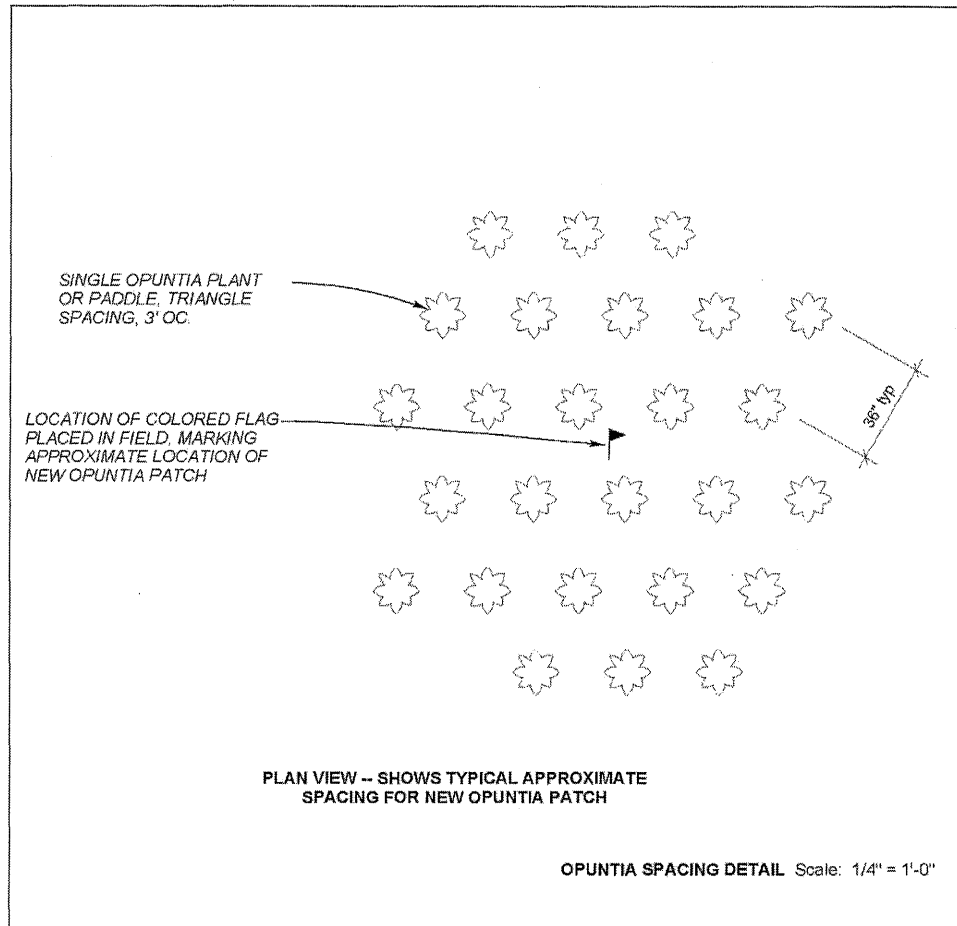 SINGLE OPUNTIA PLANT
OR PADDLE, TRIANGLE
SPACING, 3' OC.
LOCATION OF COLORED FLAG
PLACED IN FIELD, MARKING
APPROXIMATE LOCATION OF
NEW OPUNTIA PATCH
36" typ
PLAN VIEW -- SHOWS TYPICAL APPROXIMATE
SPACING FOR NEW OPUNTIA PATCH
OPUNTIA SPACING DETAIL Scale: 1/4" = 1'-0"